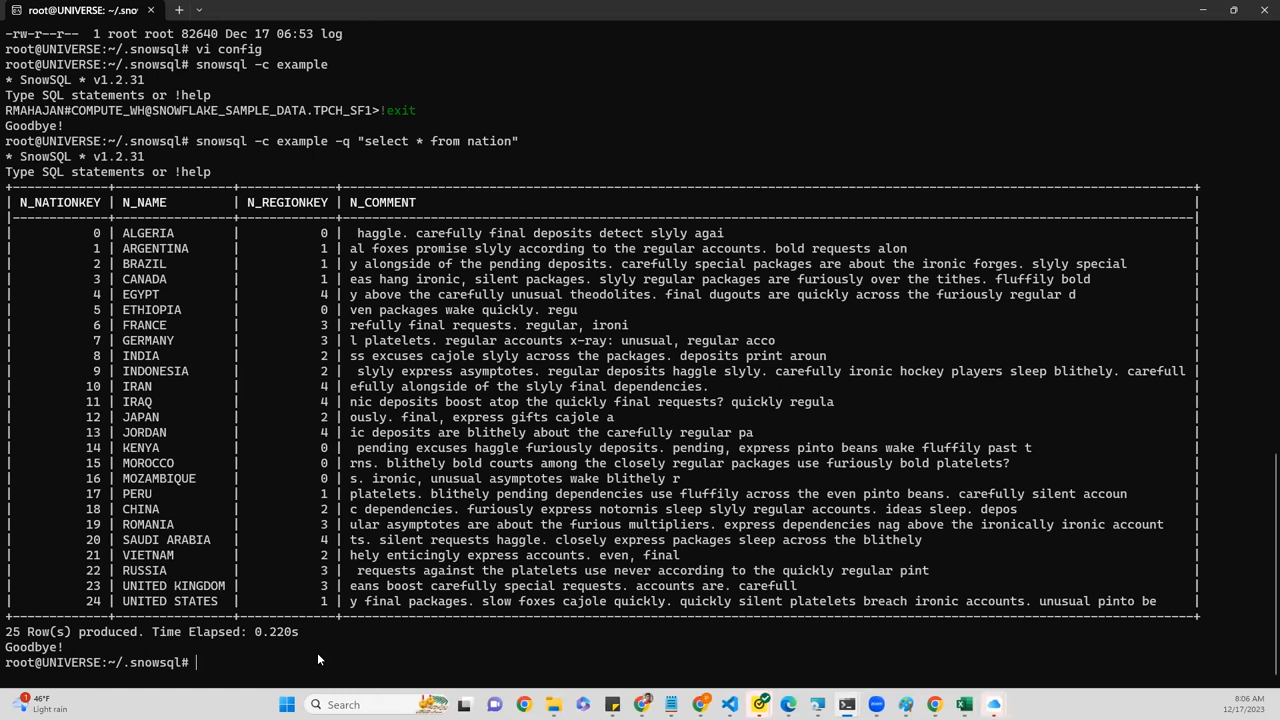 root@UNIVERSE: ~/.sno
-rw-r--r--  1 root root 82640 Dec 17 06:53 log
root@UNIVERSE:~/.snowsql# vi config
root@UNIVERSE:~/.snowsql# snowsql -c example
* SnowSQL * v1.2.31
Type SQL statements or !help
RMAHAJAN#COMPUTE_WH@SNOWFLAKE_SAMPLE_DATA.TPCH_SF1>!exit
Goodbye!
root@UNIVERSE:~/.snowsql# snowsql -c example -q "select * from nation"
* SnowSQL * v1.2.31
Type SQL statements or !help
N_NATIONKEY | N_NAME | N_REGIONKEY | N_COMMENT
0 | ALGERIA | 0 | haggle. carefully final deposits detect slyly agai
1 | ARGENTINA | 1 | al foxes promise slyly according to the regular accounts. bold requests alon
2 | BRAZIL | 1 | y alongside of the pending deposits. carefully special packages are about the ironic forges. slyly special
3 | CANADA | 1 | eas hang ironic, silent packages. slyly regular packages are furiously over the tithes. fluffily bold
4 | EGYPT | 4 | y above the carefully unusual theodolites. final dugouts are quickly across the furiously regular d
5 | ETHIOPIA | 0 | ven packages wake quickly. regu
6 | FRANCE | 3 | refully final requests. regular, ironi
7 | GERMANY | 3 | l platelets. regular accounts x-ray: unusual, regular acco
8 | INDIA | 2 | ss excuses cajole slyly across the packages. deposits print aroun
9 | INDONESIA | 2 | slyly express asymptotes. regular deposits haggle slyly. carefully ironic hockey players sleep blithely. carefull
10 | IRAN | 4 | efully alongside of the slyly final dependencies.
11 | IRAQ | 4 | nic deposits boost atop the quickly final requests? quickly regula
12 | JAPAN | 2 | ously. final, express gifts cajole a
13 | JORDAN | 4 | ic deposits are blithely about the carefully regular pa
14 | KENYA | 0 | pending excuses haggle furiously deposits. pending, express pinto beans wake fluffily past t
15 | MOROCCO | 0 | rns. blithely bold courts among the closely regular packages use furiously bold platelets?
16 | MOZAMBIQUE | 0 | s. ironic, unusual asymptotes wake blithely r
17 | PERU | 1 | platelets. blithely pending dependencies use fluffily across the even pinto beans. carefully silent accoun
18 | CHINA | 2 | c dependencies. furiously express notornis sleep slyly regular accounts. ideas sleep. depos
19 | ROMANIA | 3 | ular asymptotes are about the furious multipliers. express dependencies nag above the ironically ironic account
20 | SAUDI ARABIA | 4 | ts. silent requests haggle. closely express packages sleep across the blithely
21 | VIETNAM | 2 | hely enticingly express accounts. even, final
22 | RUSSIA | 3 | requests against the platelets use never according to the quickly regular pint
23 | UNITED KINGDOM | 3 | eans boost carefully special requests. accounts are. carefull
24 | UNITED STATES | 1 | y final packages. slow foxes cajole quickly. quickly silent platelets breach ironic accounts. unusual pinto be
25 Row(s) produced. Time Elapsed: 0.220s
Goodbye!
root@UNIVERSE:~/.snowsql#
1
46°F
Light rain
Search
8:06 AM
12/17/2023